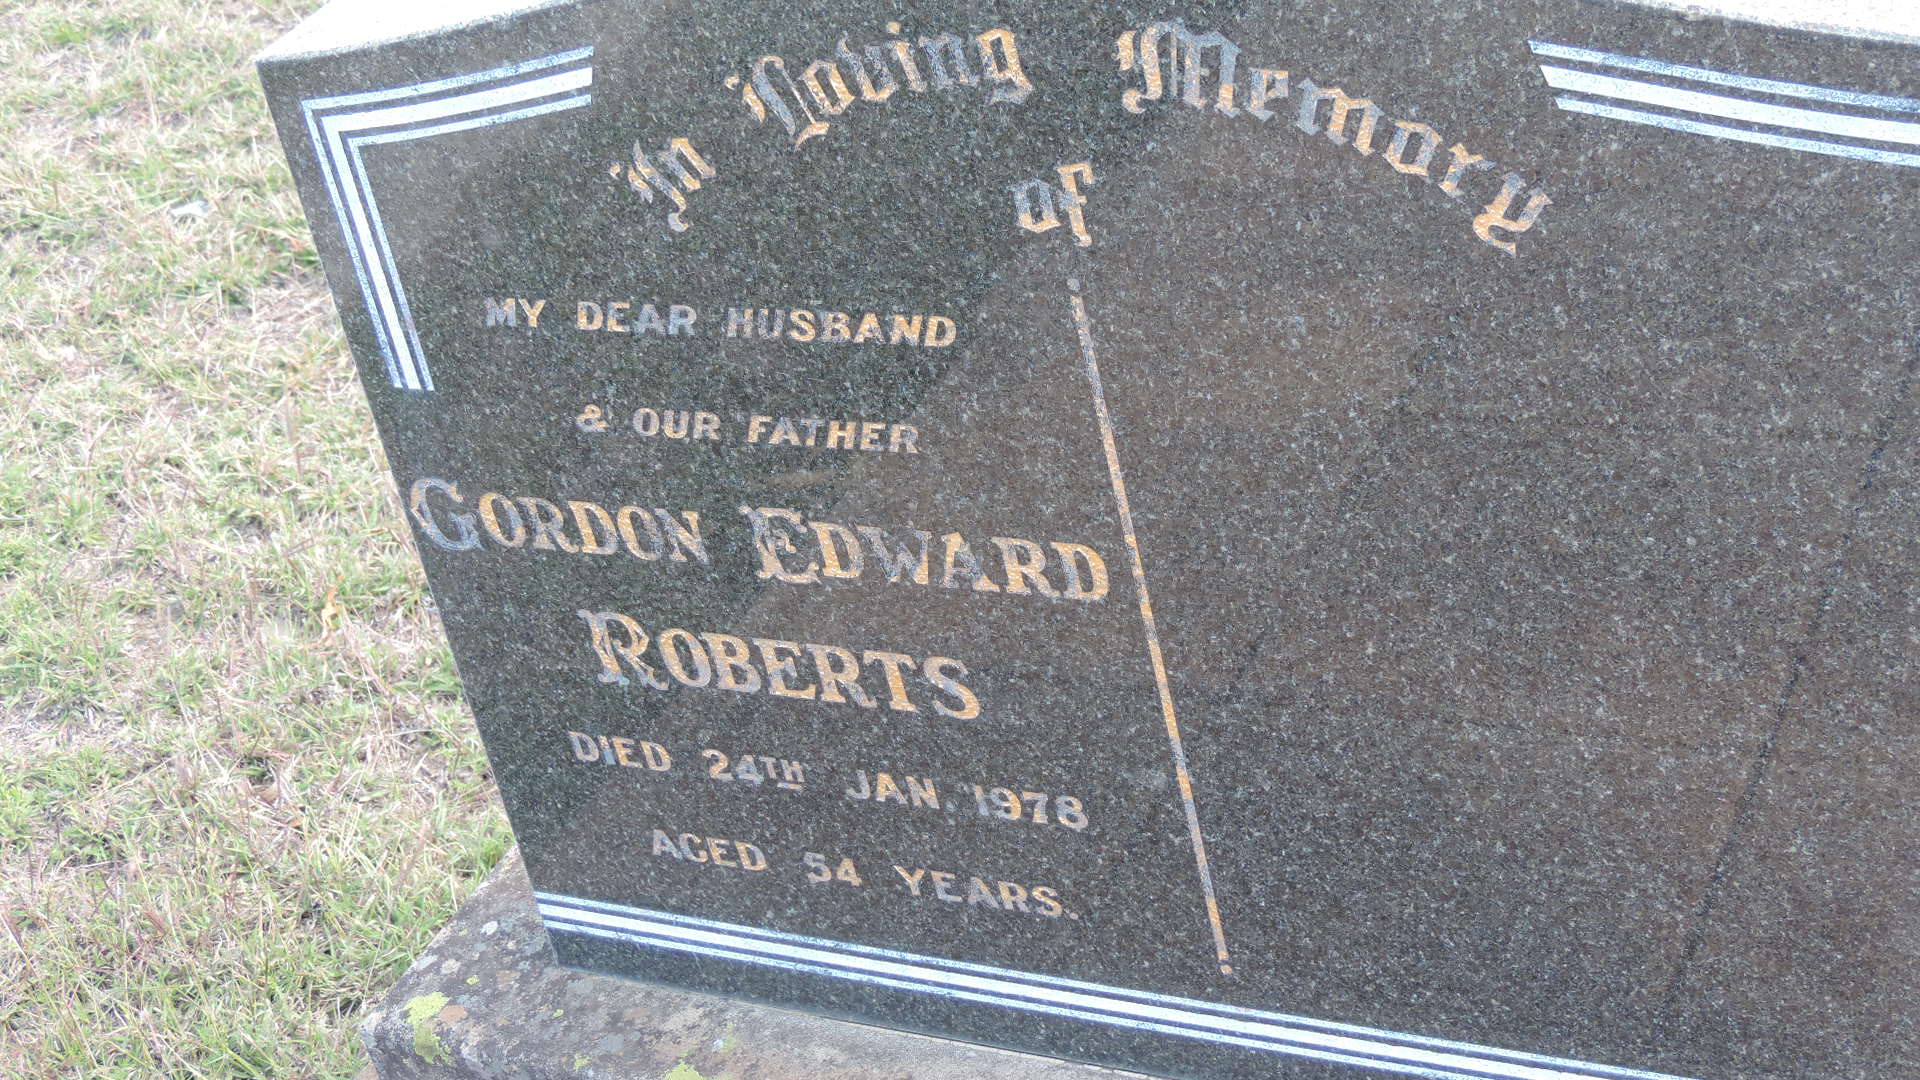 In Loving Memory
of
MY DEAR HUSBAND
& OUR FATHER
GORDON EDWARD
ROBERTS
DIED 24TH JAN. 1978
AGED 54 YEARS.